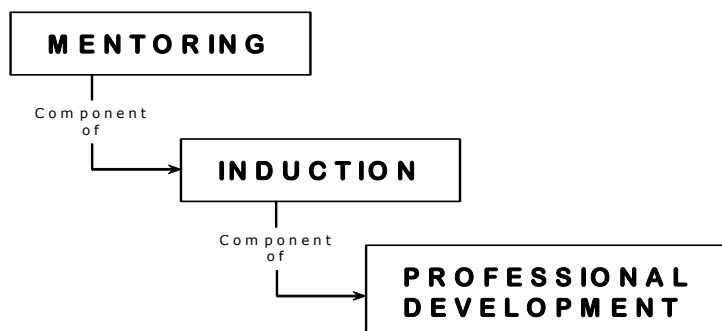 MENTORING
Component
of
INDUCTION
Component
of
PROFESSIONAL
DEVELOPMENT